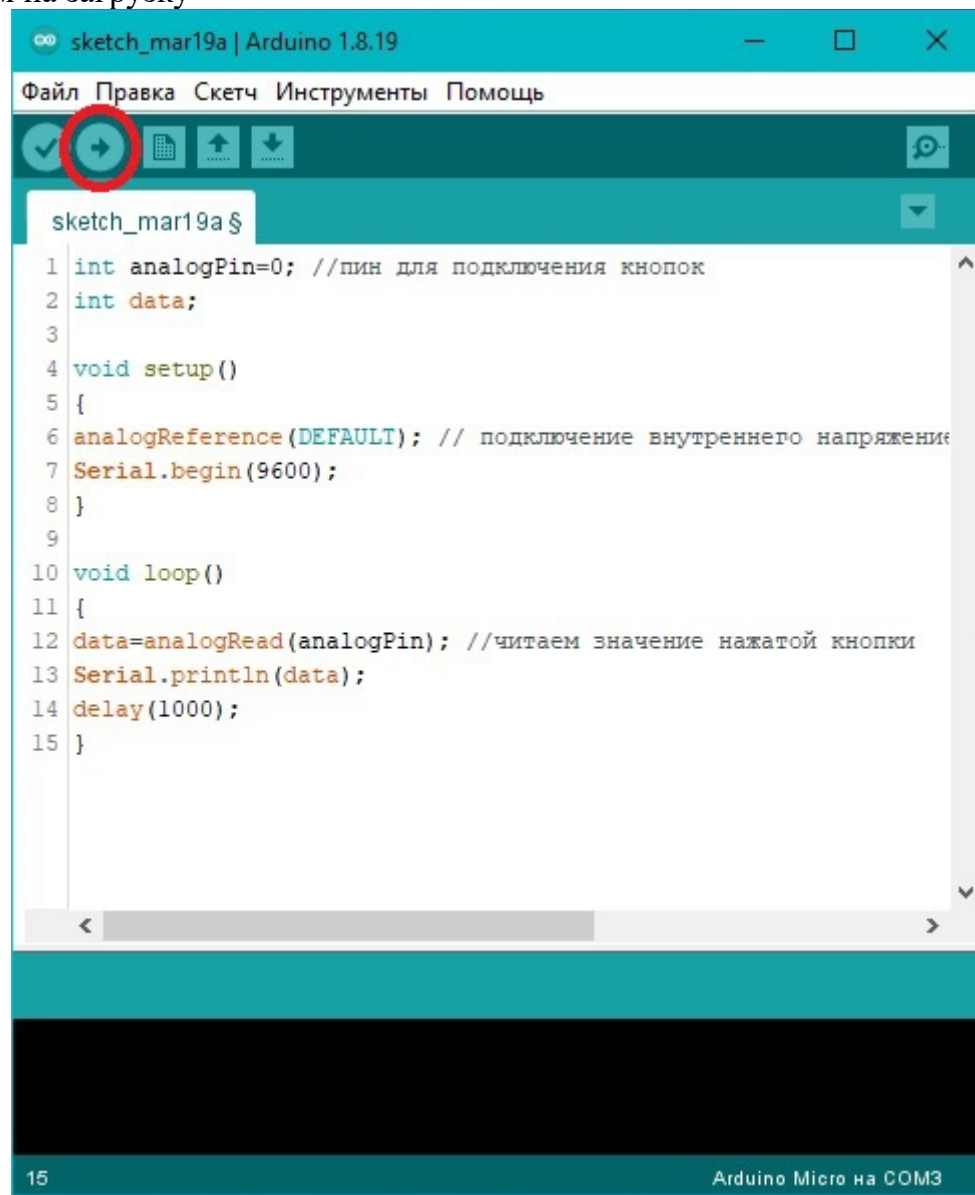 на загрузку
sketch_mar19a | Arduino 1.8.19
Файл Правка Скетч Инструменты Помощь
sketch_mar19a §
1 int analogPin=0; //пин для подключения кнопок
2 int data;
3
4 void setup()
5 {
6 analogReference(DEFAULT); // подключение внутреннего напряжение
7 Serial.begin(9600);
8 }
9
10 void loop()
11 {
12 data=analogRead(analogPin); //читаем значение нажатой кнопки
13 Serial.println(data);
14 delay(1000);
15 }
15 Arduino Micro на COM3